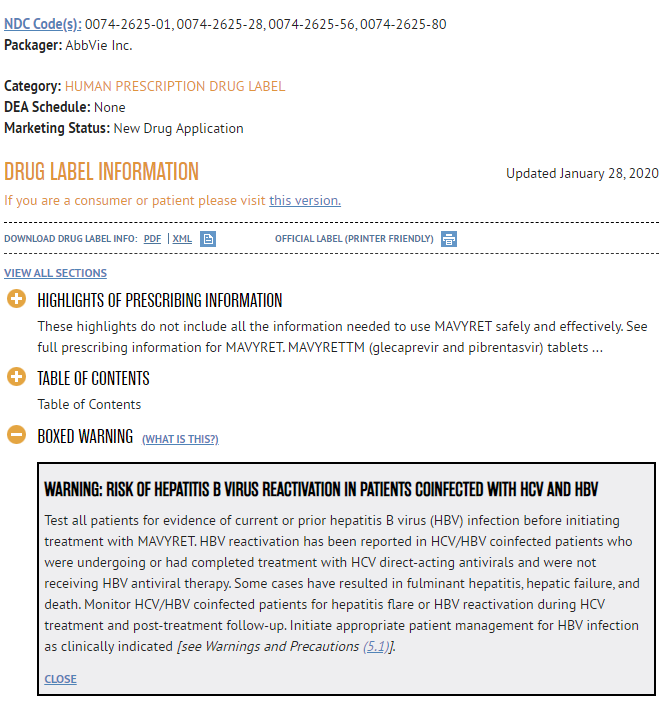 NDC Code(s): 0074-2625-01, 0074-2625-28, 0074-2625-56, 0074-2625-80
Packager: AbbVie Inc.
Category: HUMAN PRESCRIPTION DRUG LABEL
DEA Schedule: None
Marketing Status: New Drug Application
DRUG LABEL INFORMATION Updated January 28, 2020
If you are a consumer or patient please visit this version.
DOWNLOAD DRUG LABEL INFO: PDF | XML OFFICIAL LABEL (PRINTER FRIENDLY)
VIEW ALL SECTIONS
HIGHLIGHTS OF PRESCRIBING INFORMATION
These highlights do not include all the information needed to use MAVYRET safely and effectively. See
full prescribing information for MAVYRET. MAVYRETTM (glecaprevir and pibrentasvir) tablets ...
TABLE OF CONTENTS
Table of Contents
BOXED WARNING (WHAT IS THIS?)
WARNING: RISK OF HEPATITIS B VIRUS REACTIVATION IN PATIENTS COINFECTED WITH HCV AND HBV
Test all patients for evidence of current or prior hepatitis B virus (HBV) infection before initiating
treatment with MAVYRET. HBV reactivation has been reported in HCV/HBV coinfected patients who
were undergoing or had completed treatment with HCV direct-acting antivirals and were not
receiving HBV antiviral therapy. Some cases have resulted in fulminant hepatitis, hepatic failure, and
death. Monitor HCV/HBV coinfected patients for hepatitis flare or HBV reactivation during HCV
treatment and post-treatment follow-up. Initiate appropriate patient management for HBV infection
as clinically indicated [see Warnings and Precautions (5.1)].
CLOSE